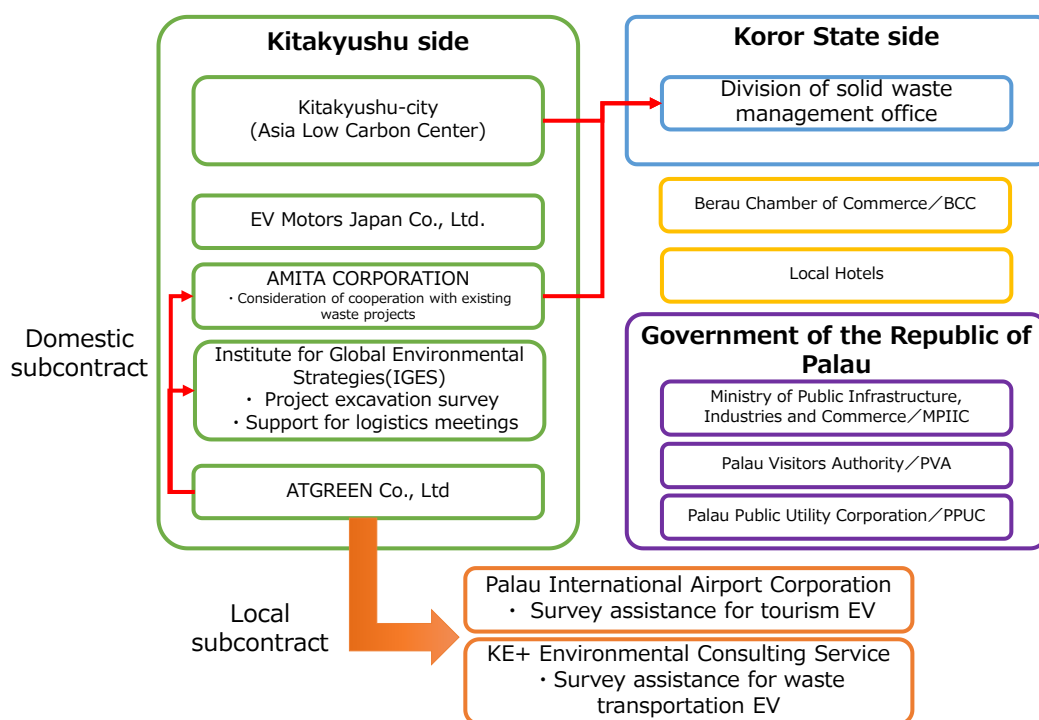 Kitakyushu side
Kitakyushu-city
(Asia Low Carbon Center)
EV Motors Japan Co., Ltd.
AMITA CORPORATION
・Consideration of cooperation with existing
waste projects
Institute for Global Environmental
Strategies(IGES)
• Project excavation survey
• Support for logistics meetings
ATGREEN Co., Ltd
Domestic
subcontract
Koror State side
Division of solid waste
management office
Berau Chamber of Commerce／BCC
Local Hotels
Government of the Republic of
Palau
Ministry of Public Infrastructure,
Industries and Commerce／MPIIC
Palau Visitors Authority／PVA
Palau Public Utility Corporation／PPUC
Local
subcontract
Palau International Airport Corporation
・ Survey assistance for tourism EV
KE+ Environmental Consulting Service
・Survey assistance for waste
transportation EV